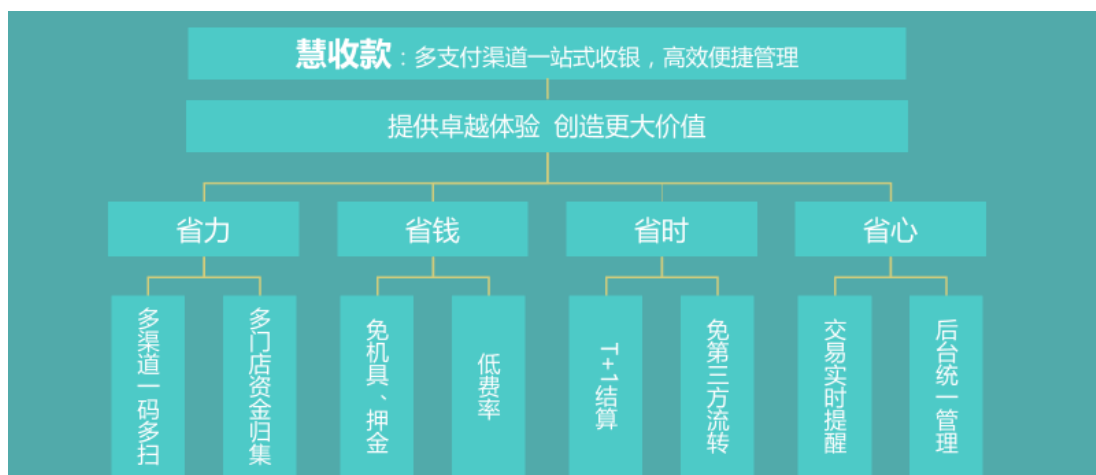 慧收款：多支付渠道一站式收银，高效便捷管理
提供卓越体验 创造更大价值
省力
省钱
省时
省心
多渠道一码多扫
多门店资金归集
免机具、押金
低费率
T+1结算
免第三方流转
交易实时提醒
后台统一管理